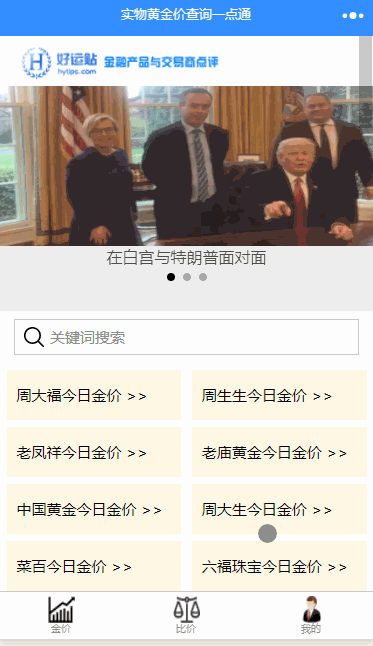 实物黄金价查询一点通
好运贴
hytips.com
金融产品与交易商点评
在白宫与特朗普面对面
关键词搜索
周大福今日金价 >>
周生生今日金价 >>
老凤祥今日金价 >>
老庙黄金今日金价 >>
中国黄金今日金价 >>
周大生今日金价 >>
菜百今日金价 >>
六福珠宝今日金价 >>
金价
比价
我的